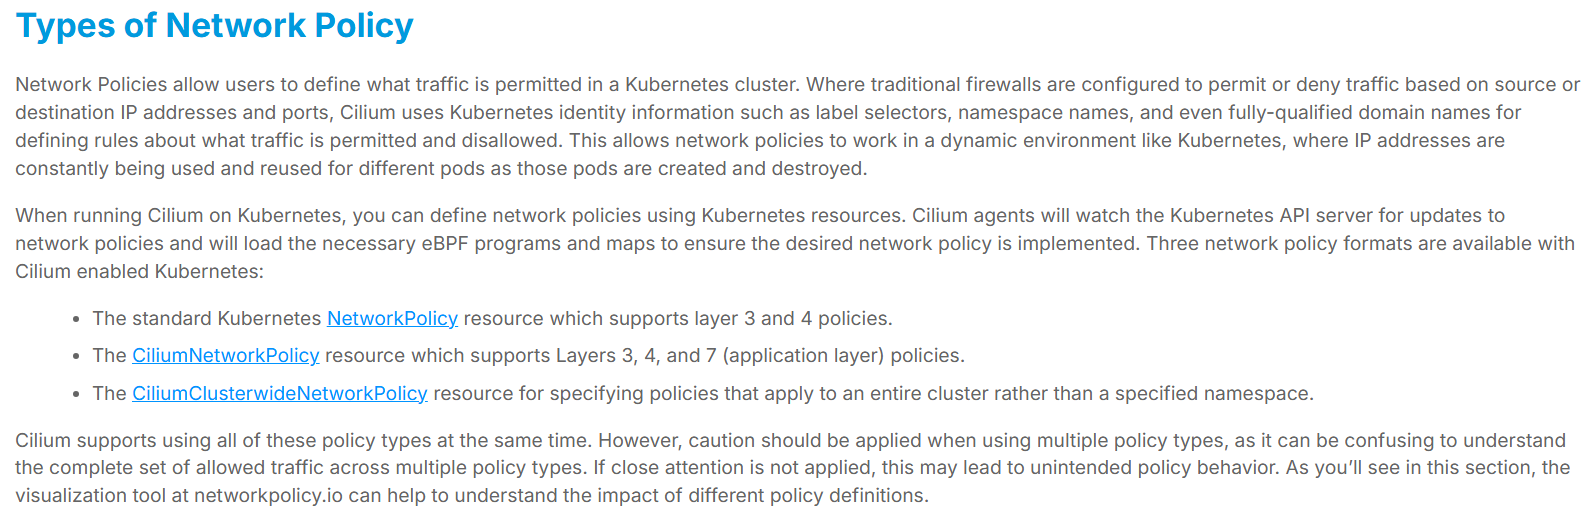 Types of Network Policy
Network Policies allow users to define what traffic is permitted in a Kubernetes cluster. Where traditional firewalls are configured to permit or deny traffic based on source or
destination IP addresses and ports, Cilium uses Kubernetes identity information such as label selectors, namespace names, and even fully-qualified domain names for
defining rules about what traffic is permitted and disallowed. This allows network policies to work in a dynamic environment like Kubernetes, where IP addresses are
constantly being used and reused for different pods as those pods are created and destroyed.
When running Cilium on Kubernetes, you can define network policies using Kubernetes resources. Cilium agents will watch the Kubernetes API server for updates to
network policies and will load the necessary eBPF programs and maps to ensure the desired network policy is implemented. Three network policy formats are available with
Cilium enabled Kubernetes:
• The standard Kubernetes NetworkPolicy resource which supports layer 3 and 4 policies.
• The CiliumNetworkPolicy resource which supports Layers 3, 4, and 7 (application layer) policies.
• The CiliumClusterwideNetworkPolicy resource for specifying policies that apply to an entire cluster rather than a specified namespace.
Cilium supports using all of these policy types at the same time. However, caution should be applied when using multiple policy types, as it can be confusing to understand
the complete set of allowed traffic across multiple policy types. If close attention is not applied, this may lead to unintended policy behavior. As you’ll see in this section, the
visualization tool at networkpolicy.io can help to understand the impact of different policy definitions.